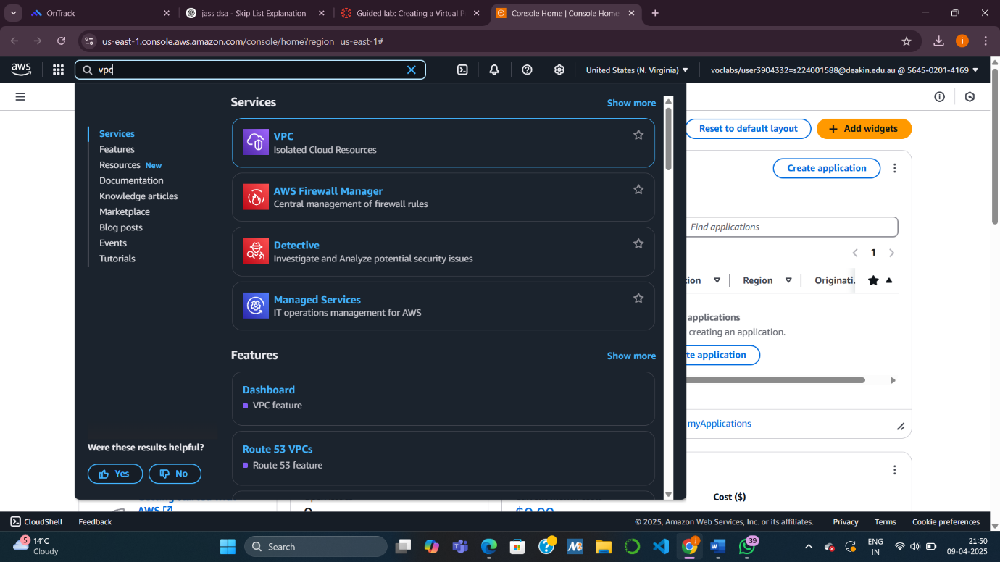 OnTrack
jass dsa - Skip List Explanation
Guided lab: Creating a Virtual P
Console Home | Console Home
us-east-1.console.aws.amazon.com/console/home?region=us-east-1#
j
aws
vpc
United States (N. Virginia)
voclabs/user3904332=s224001588@deakin.edu.au @ 5645-0201-4169
Services
Show more
Reset to default layout
+ Add widgets
Services
Features
Resources New
Documentation
Knowledge articles
Marketplace
Blog posts
Events
Tutorials
VPC
Isolated Cloud Resources
AWS Firewall Manager
Central management of firewall rules
Detective
Investigate and Analyze potential security issues
Managed Services
IT operations management for AWS
Create application
Find applications
1
ion
Region
Originati.
applications
creating an application.
te application
Features
Show more
Dashboard
VPC feature
Route 53 VPCs
Route 53 feature
myApplications
Were these results helpful?
Yes
No
Getting started with
AWS
Cost ($)
$0.00
CloudShell
Feedback
© 2025, Amazon Web Services, Inc. or its affiliates.
Privacy
Terms
Cookie preferences
5
14°C
Cloudy
Search
39
ENG
IN
21:50
09-04-2025